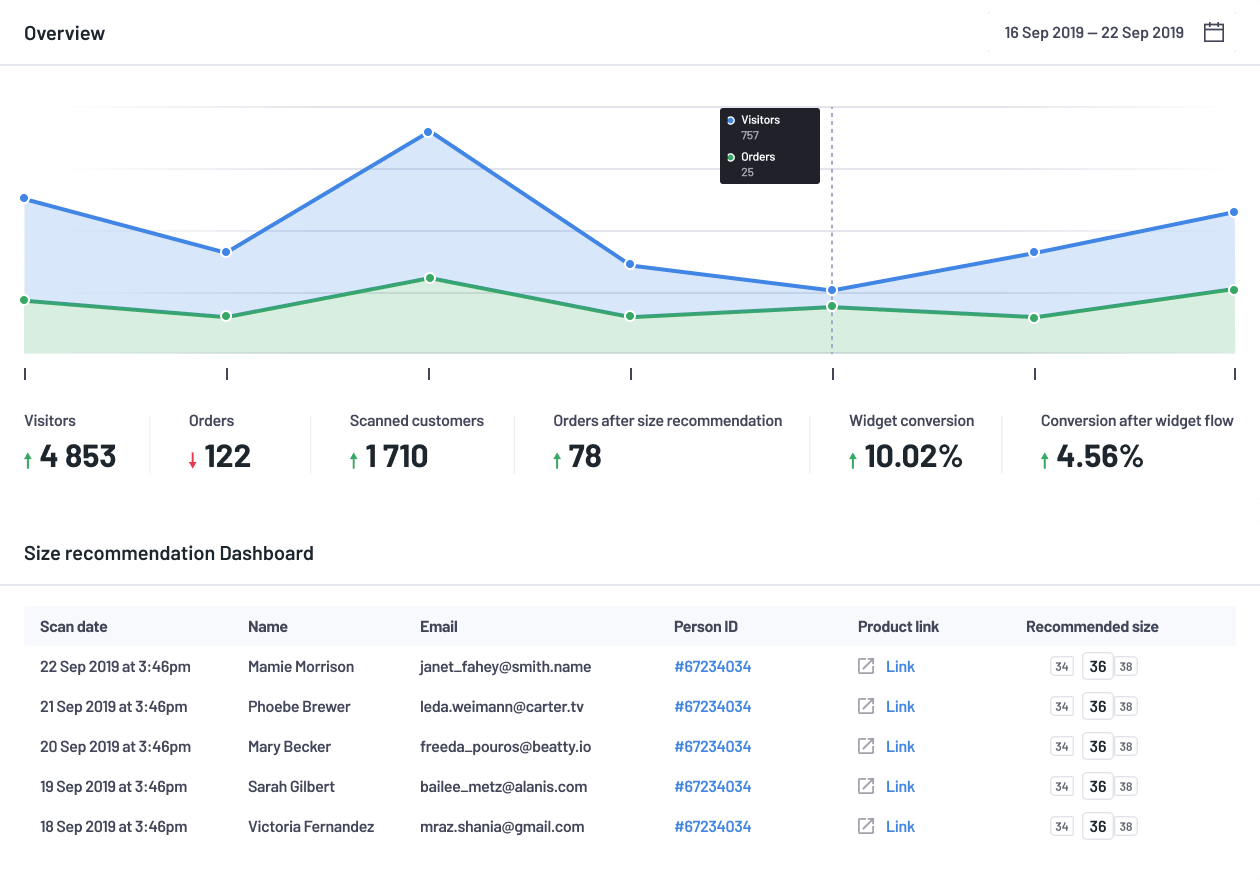 Overview
16 Sep 2019 – 22 Sep 2019
Visitors
757
Orders
25
Visitors
4 853
Orders
122
Scanned customers
1 710
Orders after size recommendation
78
Widget conversion
10.02%
Conversion after widget flow
4.56%
Size recommendation Dashboard
Scan date Name Email Person ID Product link Recommended size
22 Sep 2019 at 3:46pm Mamie Morrison janet_fahey@smith.name #67234034 Link 34 36 38
21 Sep 2019 at 3:46pm Phoebe Brewer leda.weimann@carter.tv #67234034 Link 34 36 38
20 Sep 2019 at 3:46pm Mary Becker freeda_pouros@beatty.io #67234034 Link 34 36 38
19 Sep 2019 at 3:46pm Sarah Gilbert bailee_metz@alanis.com #67234034 Link 34 36 38
18 Sep 2019 at 3:46pm Victoria Fernandez mraz.shania@gmail.com #67234034 Link 34 36 38